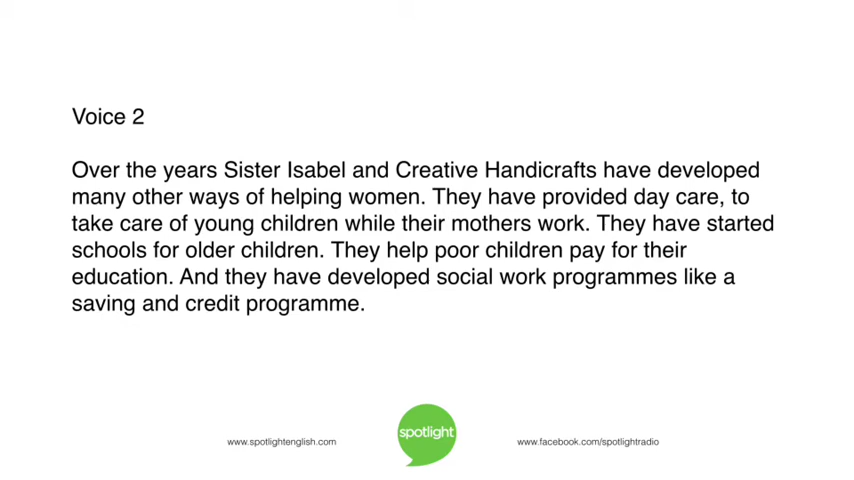 Voice 2
Over the years Sister Isabel and Creative Handicrafts have developed
many other ways of helping women. They have provided day care, to
take care of young children while their mothers work. They have started
schools for older children. They help poor children pay for their
education. And they have developed social work programmes like a
saving and credit programme.
www.spotlightenglish.com
spotlight
www.facebook.com/spotlightradio